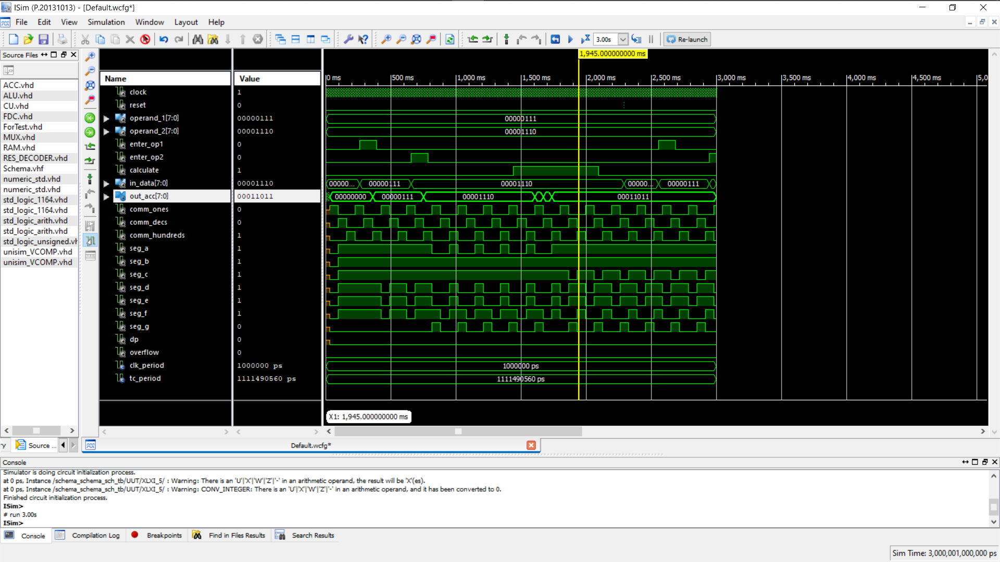 ISim (P.20131013) - [Default.wcfg*]
File Edit View Simulation Window Layout Help
3.00s
Re-launch
Source Files
ACC.vhd
ALU.vhd
CU.vhd
FDC.vhd
ForTest.vhd
MUX.vhd
RAM.vhd
RES_DECODER.vhd
Schema.vhf
numeric_std.vhd
numeric_std.vhd
std_logic_1164.vhd
std_logic_1164.vhd
std_logic_arith.vhd
std_logic_arith.vhd
std_logic_unsigned.vh
unisim_VCOMP.vhd
unisim_VCOMP.vhd
1,945.000000000 ms
Name Value
0 ms 500 ms 1,000 ms 1,500 ms 2,000 ms 2,500 ms 3,000 ms 3,500 ms 4,000 ms 4,500 ms 5,0
clock 1
reset 0
operand_1[7:0] 00000111 00000111
operand_2[7:0] 00001110 00001110
enter_op1 0
enter_op2 0
calculate 1
in_data[7:0] 00001110 00000... 00000111 00001110 00000... 00000111
out_acc[7:0] 00011011 00000000 00000111 00001110 00011011
comm_ones 0
comm_decs 0
comm_hundreds 1
seg_a 1
seg_b 1
seg_c 1
seg_d 1
seg_e 1
seg_f 1
seg_g 0
dp 0
overflow 0
clk_period 1000000 ps 1000000 ps
tc_period 1111490560 ps 1111490560 ps
X1: 1,945.000000000 ms
ry Source ... Default.wcfg*
Console
Simulator is doing circuit initialization process.
at 0 ps, Instance /schema_schema_sch_tb/UUT/XLXI_5/ : Warning: There is an 'U'|'X'|'W'|'Z'|'-' in an arithmetic operand, the result will be 'X'(es).
at 0 ps, Instance /schema_schema_sch_tb/UUT/XLXI_5/ : Warning: CONV_INTEGER: There is an 'U'|'X'|'W'|'Z'|'-' in an arithmetic operand, and it has been converted to 0.
Finished circuit initialization process.
ISim>
# run 3.00s
ISim>
Console Compilation Log Breakpoints Find in Files Results Search Results
Sim Time: 3,000,001,000,000 ps